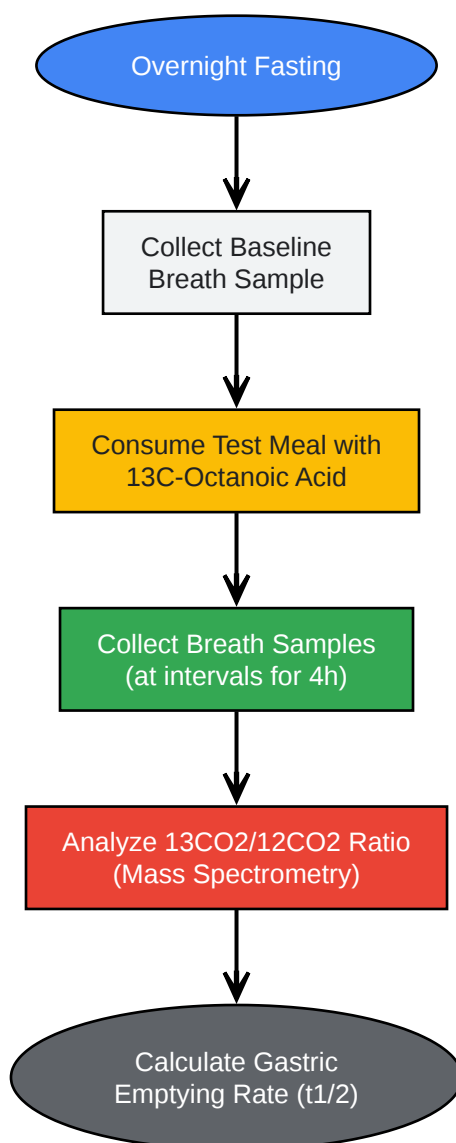 Overnight Fasting
Collect Baseline
Breath Sample
Consume Test Meal with
13C-Octanoic Acid
Collect Breath Samples
(at intervals for 4h)
Analyze 13CO2/12CO2 Ratio
(Mass Spectrometry)
Calculate Gastric
Emptying Rate (t1/2)